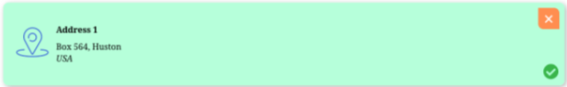 Address 1
Box 564, Huston
USA